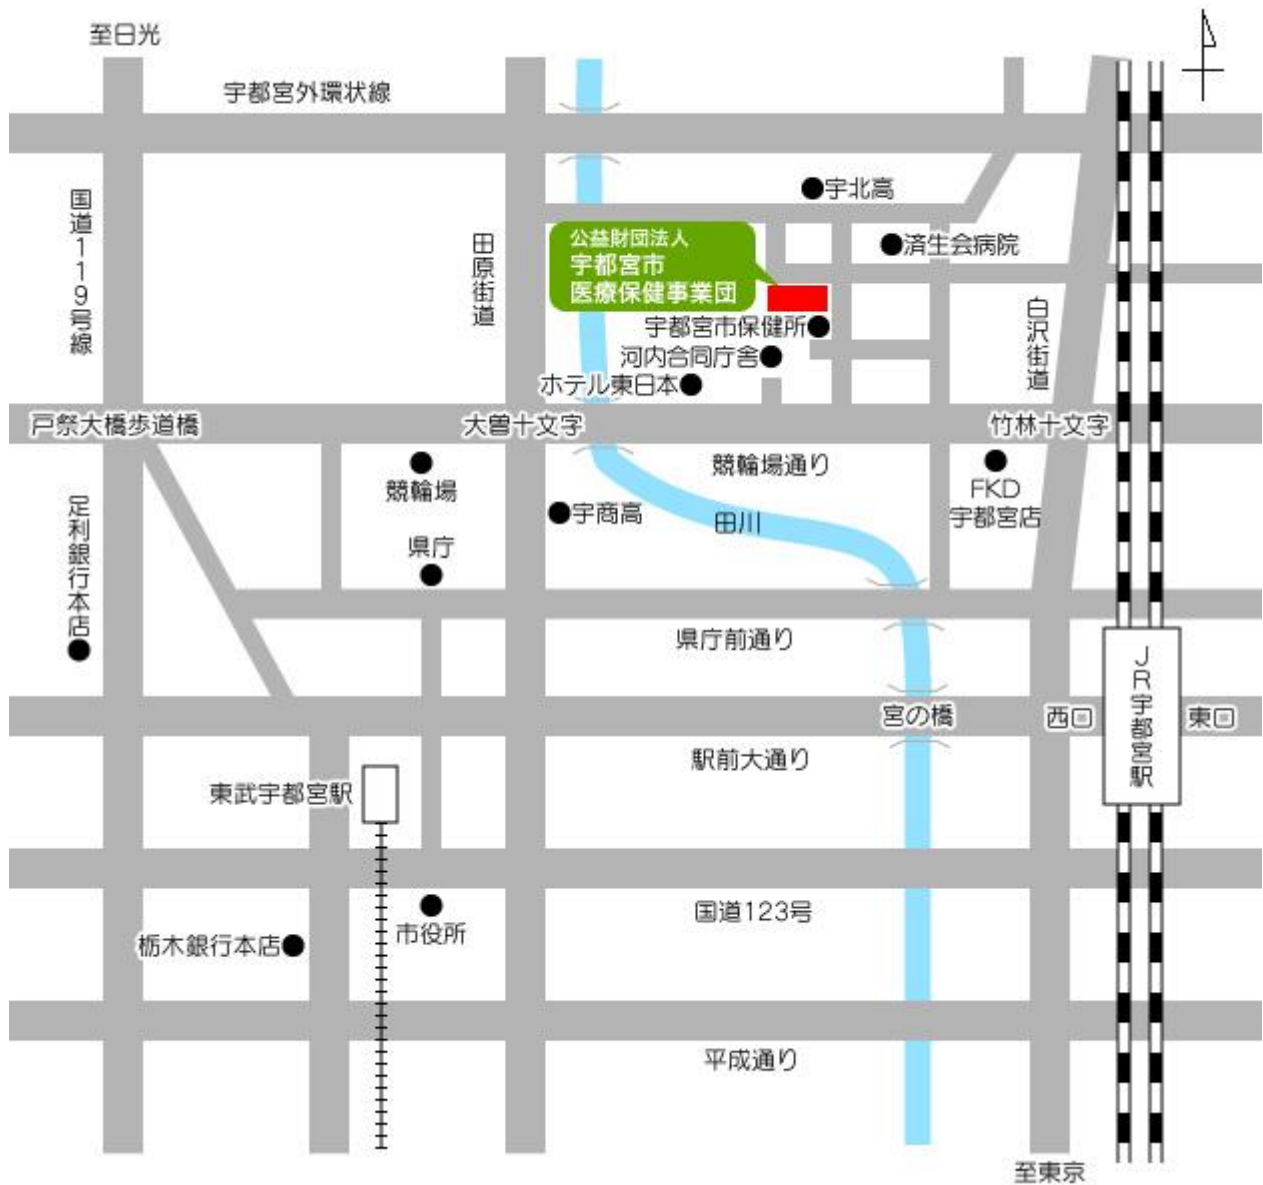 至日光
宇都宮外環状線
国道119号線
田原街道
宇北高
公益財団法人
宇都宮市
医療保健事業団
済生会病院
宇都宮市保健所
河内合同庁舎
ホテル東日本
白沢街道
戸祭大橋歩道橋
大曽十文字
竹林十文字
競輪場
競輪場通り
FKD
宇都宮店
足利銀行本店
宇商高
田川
県庁
県庁前通り
JR宇都宮駅
宮の橋
西口
東口
駅前大通り
東武宇都宮駅
国道123号
市役所
栃木銀行本店
平成通り
至東京